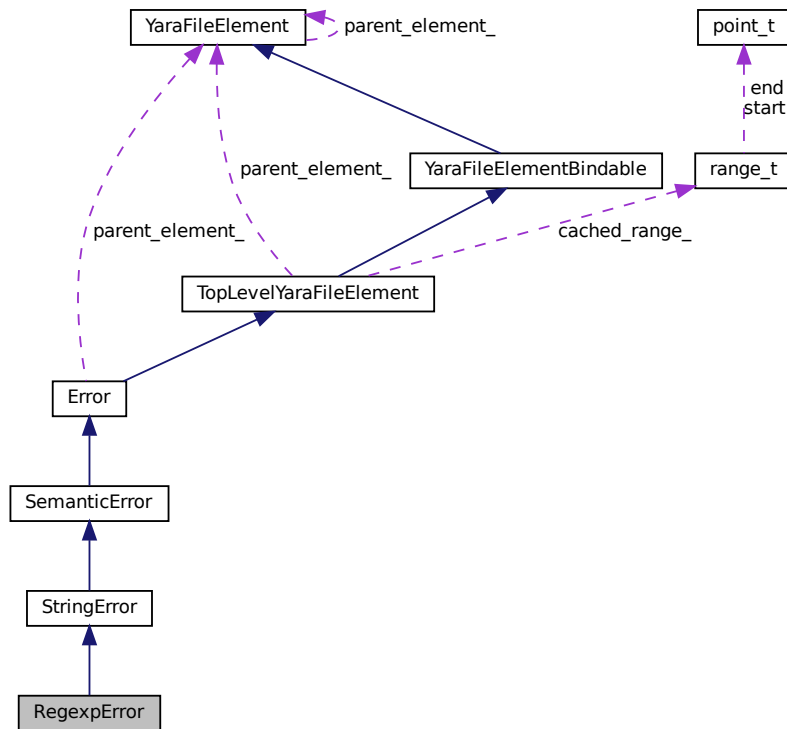 YaraFileElement
parent_element_
point_t
end
start
parent_element_
YaraFileElementBindable
range_t
parent_element_
cached_range_
TopLevelYaraFileElement
Error
SemanticError
StringError
RegexpError